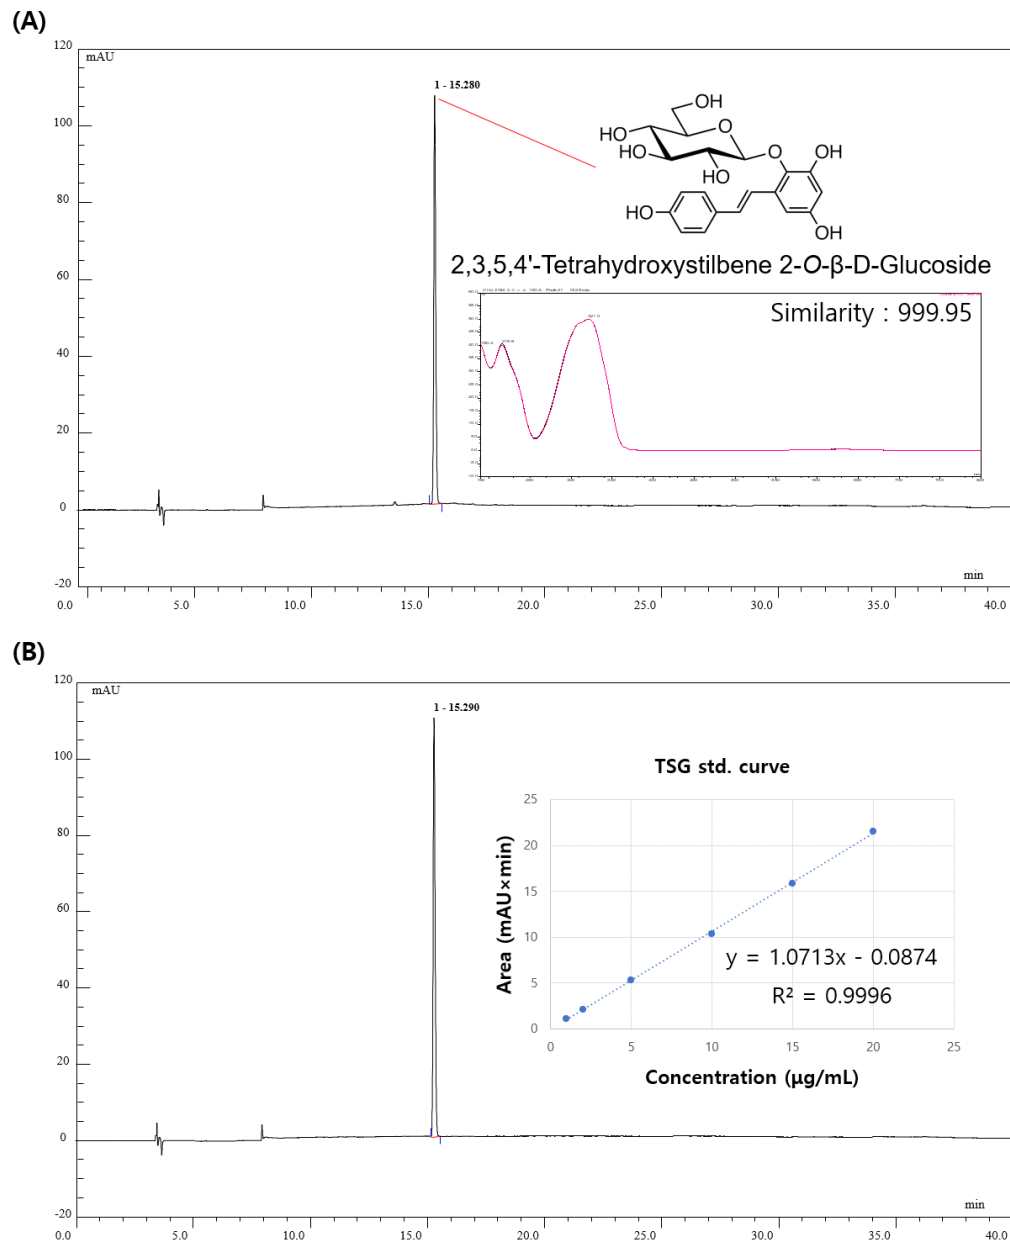 (A)
120
mAU
1 - 15.280
100
80
60
40
20
0
-20
min
0.0 5.0 10.0 15.0 20.0 25.0 30.0 35.0 40.0
OH
HO
O
HO
HO
O
OH
HO
OH
2,3,5,4'-Tetrahydroxystilbene 2-O-β-D-Glucoside
Similarity : 999.95
(B)
120
mAU
1 - 15.290
100
80
60
40
20
0
-20
min
0.0 5.0 10.0 15.0 20.0 25.0 30.0 35.0 40.0
TSG std. curve
25
20
15
10
5
0
Area (mAU×min)
y = 1.0713x - 0.0874
R² = 0.9996
0 5 10 15 20 25
Concentration (μg/mL)